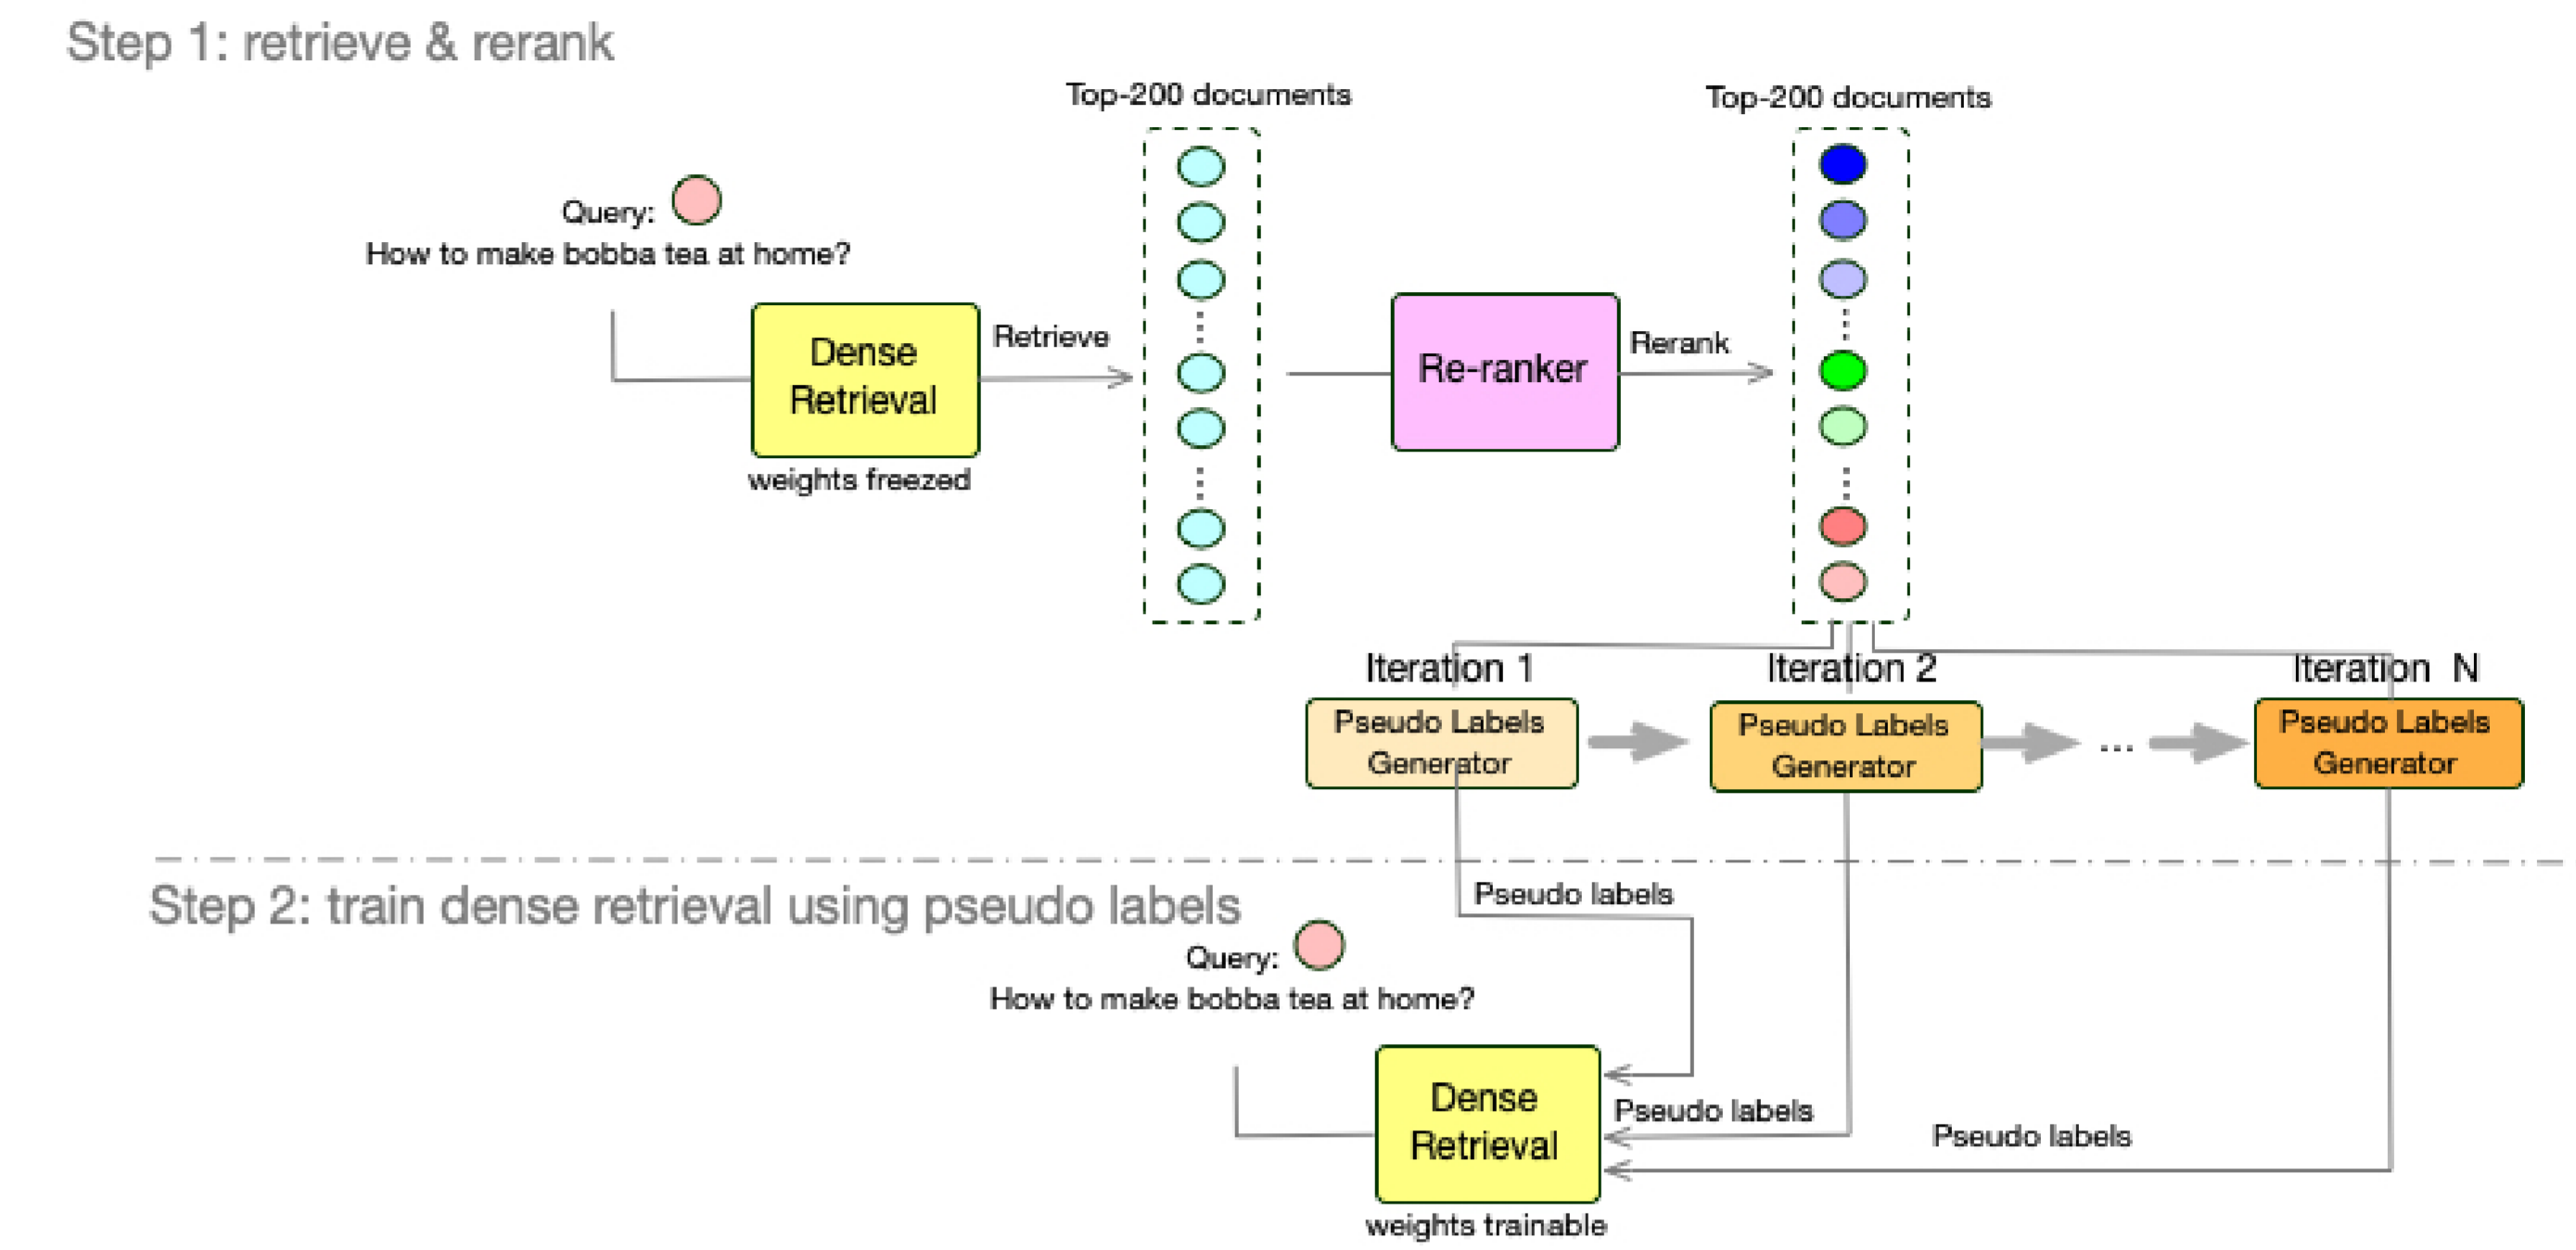 Step 1: retrieve & rerank
Top-200 documents
Top-200 documents
Query:
How to make bobba tea at home?
Dense
Retrieval
weights freezed
Retrieve
Re-ranker
Rerank
Iteration 1
Iteration 2
Iteration N
Pseudo Labels
Generator
Pseudo Labels
Generator
...
Pseudo Labels
Generator
Step 2: train dense retrieval using pseudo labels
Pseudo labels
Query:
How to make bobba tea at home?
Dense
Retrieval
weights trainable
Pseudo labels
Pseudo labels